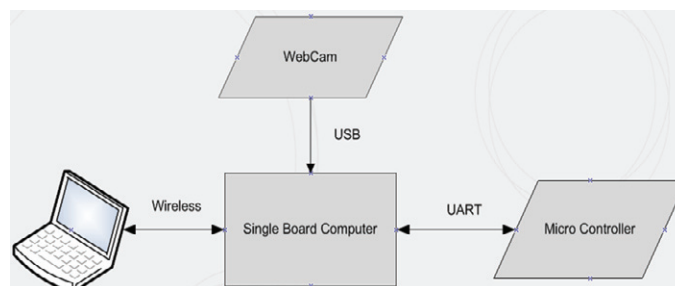 WebCam
USB
Wireless
Single Board Computer
UART
Micro Controller